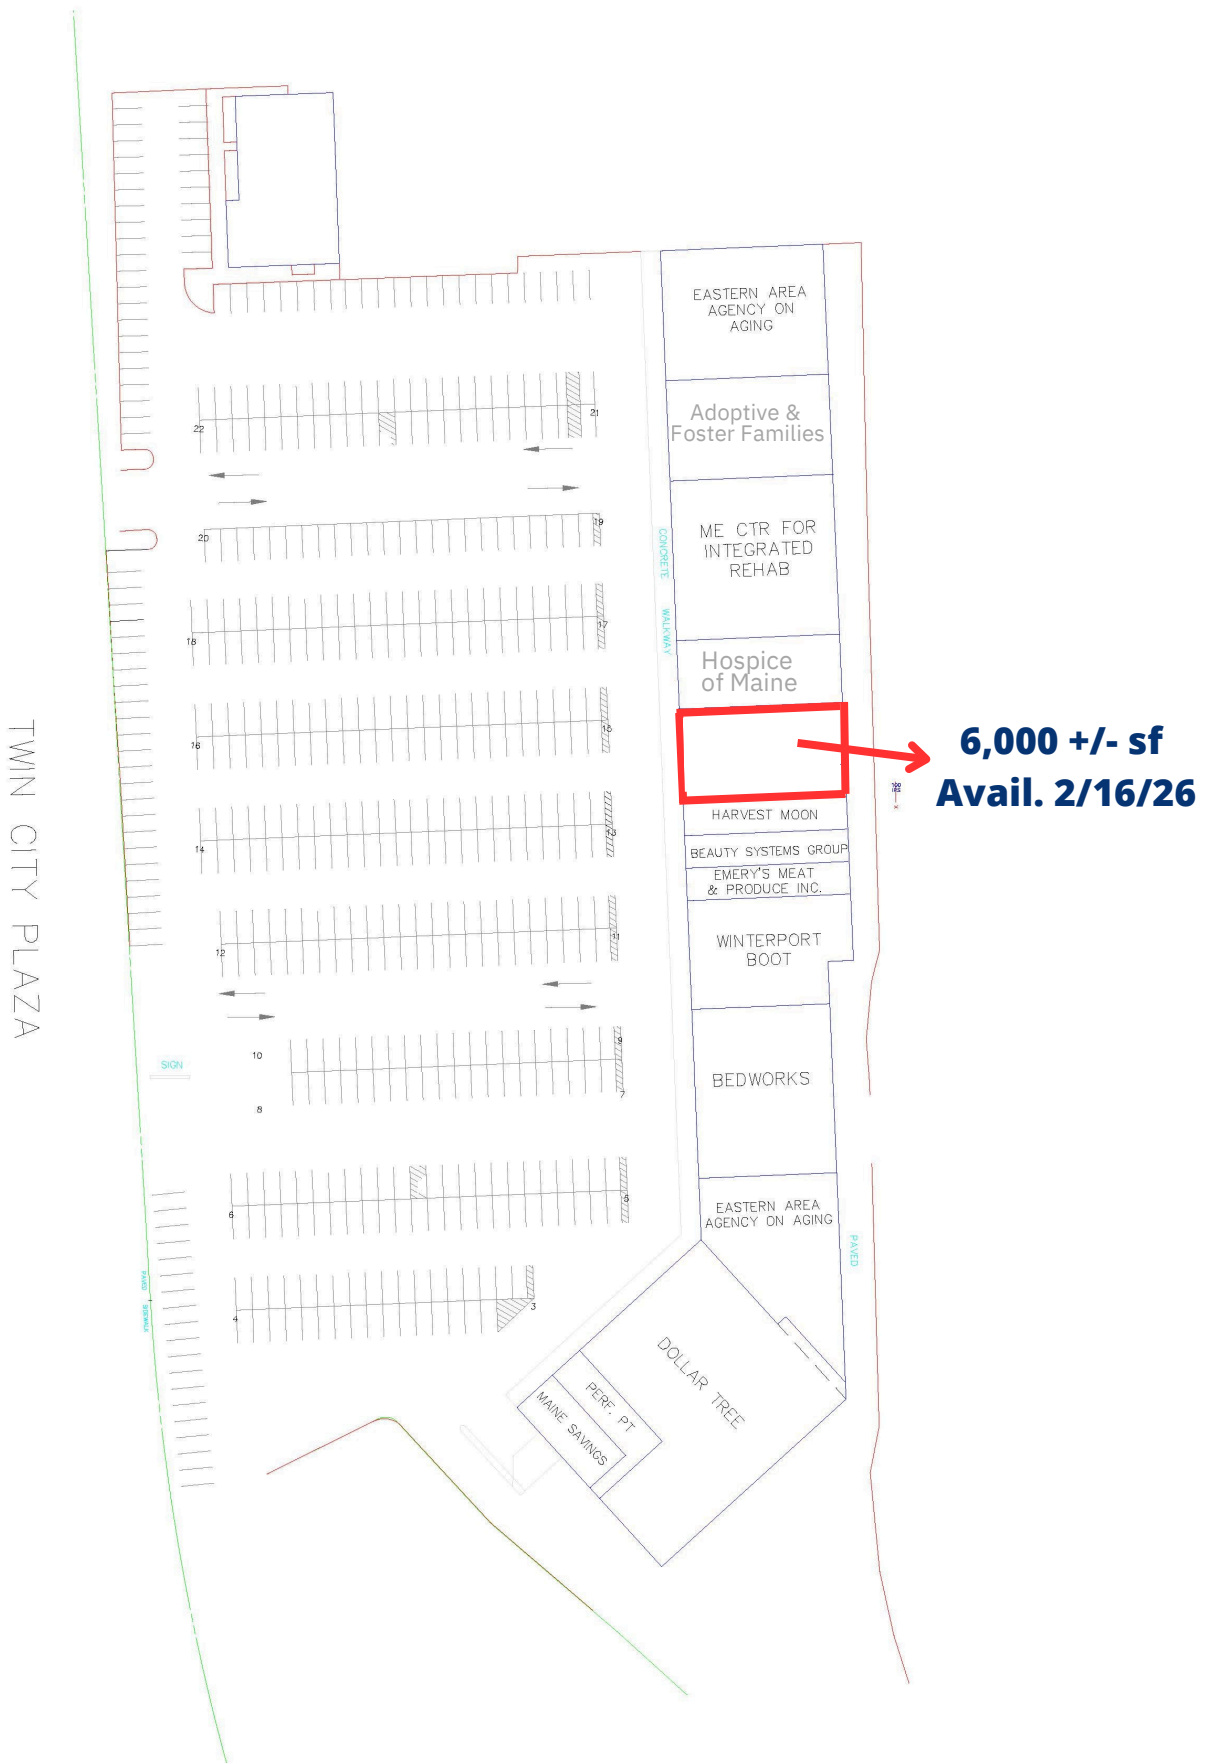 EASTERN AREA
AGENCY ON
AGING
Adoptive &
Foster Families
22
21
20
19
ME CTR FOR
INTEGRATED
REHAB
CONCRETE WALKWAY
18
17
Hospice
of Maine
16
15
6,000 +/- sf
Avail. 2/16/26
TWIN CITY PLAZA
HARVEST MOON
14
13
BEAUTY SYSTEMS GROUP
EMERY'S MEAT
& PRODUCE INC.
WINTERPORT
BOOT
12
11
SIGN
10
9
8
7
BEDWORKS
EASTERN AREA
AGENCY ON AGING
6
5
PAVED
PAVED SIDEWALK
4
3
DOLLAR TREE
PERF. PT
MAINE SAVINGS